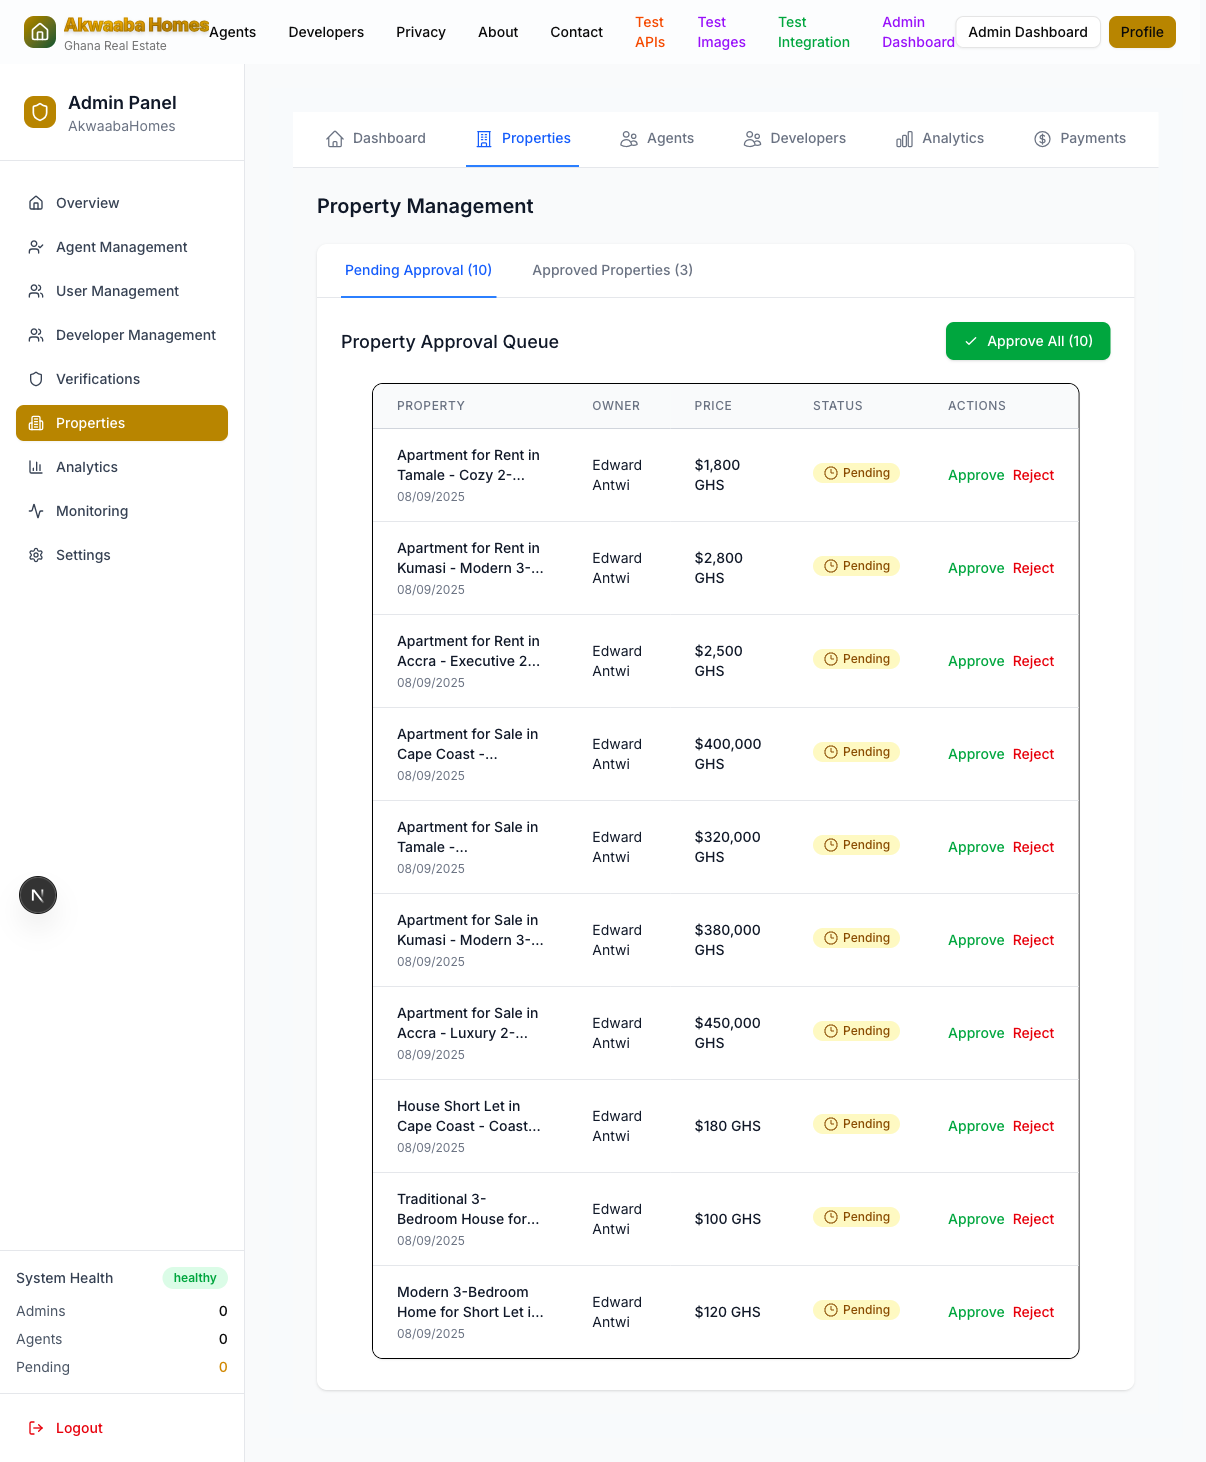 Akwaaba Homes
Ghana Real Estate
Agents
Developers
Privacy
About
Contact
Test
APIs
Test
Images
Test
Integration
Admin
Dashboard
Admin Dashboard
Profile
Admin Panel
AkwaabaHomes
Overview
Agent Management
User Management
Developer Management
Verifications
Properties
Analytics
Monitoring
Settings
N
System Health
healthy
Admins 0
Agents 0
Pending 0
Logout
Dashboard
Properties
Agents
Developers
Analytics
Payments
Property Management
Pending Approval (10)
Approved Properties (3)
Property Approval Queue
Approve All (10)
PROPERTY OWNER PRICE STATUS ACTIONS
Apartment for Rent in
Tamale - Cozy 2-...
08/09/2025
Edward
Antwi
$1,800
GHS
Pending
Approve Reject
Apartment for Rent in
Kumasi - Modern 3-...
08/09/2025
Edward
Antwi
$2,800
GHS
Pending
Approve Reject
Apartment for Rent in
Accra - Executive 2...
08/09/2025
Edward
Antwi
$2,500
GHS
Pending
Approve Reject
Apartment for Sale in
Cape Coast -...
08/09/2025
Edward
Antwi
$400,000
GHS
Pending
Approve Reject
Apartment for Sale in
Tamale -...
08/09/2025
Edward
Antwi
$320,000
GHS
Pending
Approve Reject
Apartment for Sale in
Kumasi - Modern 3-...
08/09/2025
Edward
Antwi
$380,000
GHS
Pending
Approve Reject
Apartment for Sale in
Accra - Luxury 2-...
08/09/2025
Edward
Antwi
$450,000
GHS
Pending
Approve Reject
House Short Let in
Cape Coast - Coast...
08/09/2025
Edward
Antwi
$180 GHS
Pending
Approve Reject
Traditional 3-
Bedroom House for...
08/09/2025
Edward
Antwi
$100 GHS
Pending
Approve Reject
Modern 3-Bedroom
Home for Short Let i...
08/09/2025
Edward
Antwi
$120 GHS
Pending
Approve Reject